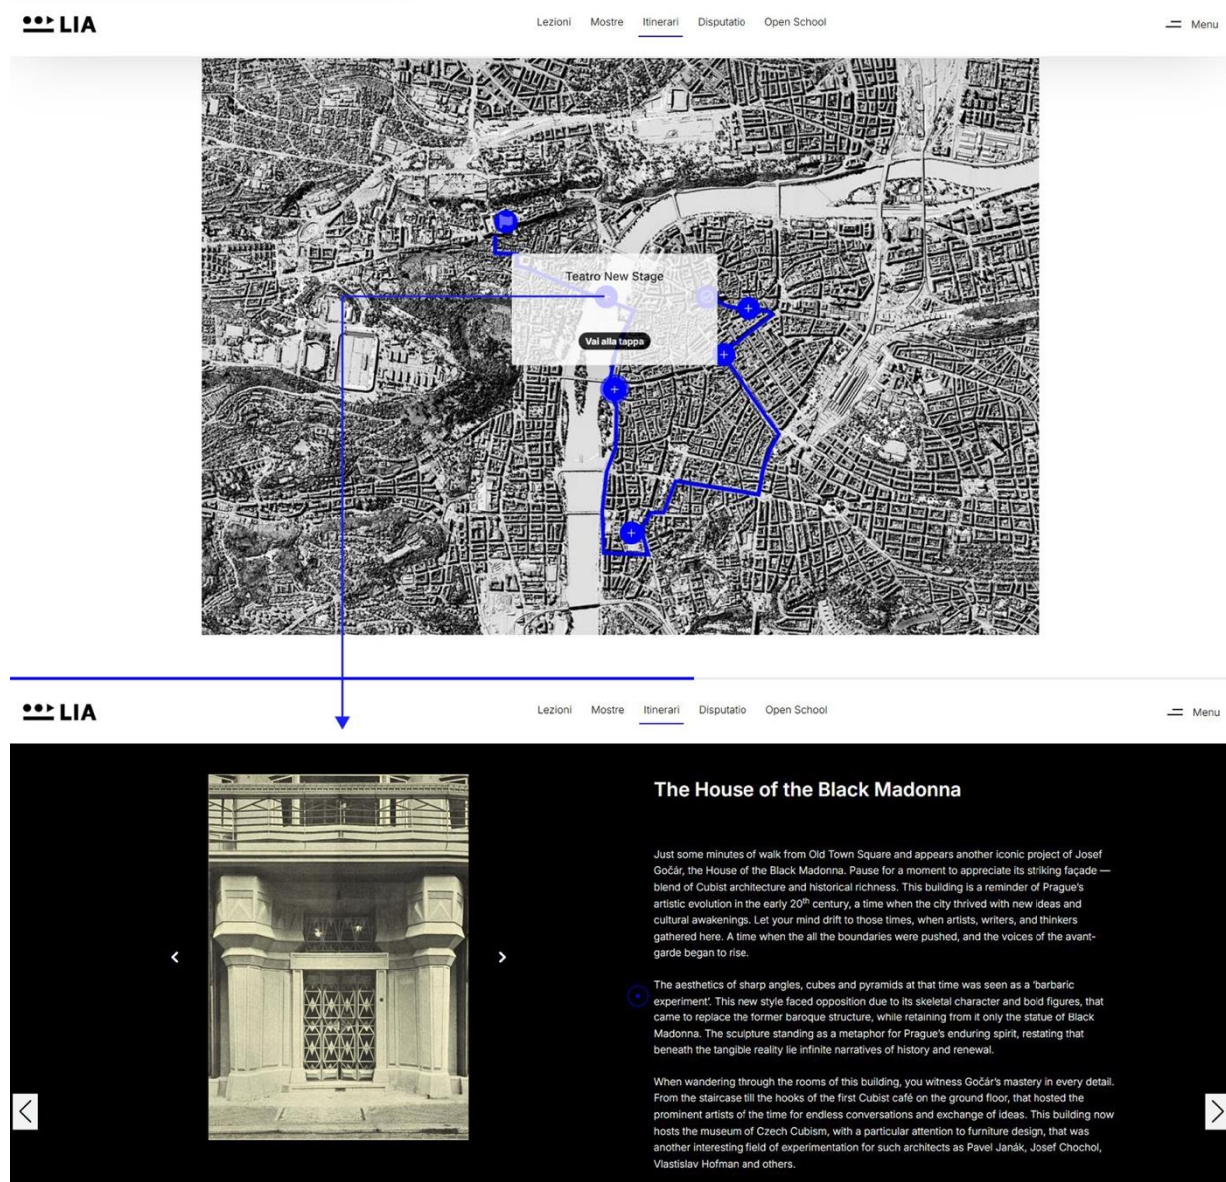 LIA
Lezioni Mostre Itinerari Disputatio Open School
Menu
Teatro New Stage
Vai alla tappa
LIA
Lezioni Mostre Itinerari Disputatio Open School
Menu
The House of the Black Madonna
Just some minutes of walk from Old Town Square and appears another iconic project of Josef
Gočár, the House of the Black Madonna. Pause for a moment to appreciate its striking façade —
blend of Cubist architecture and historical richness. This building is a reminder of Prague's
artistic evolution in the early 20th century, a time when the city thrived with new ideas and
cultural awakenings. Let your mind drift to those times, when artists, writers, and thinkers
gathered here. A time when the all the boundaries were pushed, and the voices of the avant-
garde began to rise.
The aesthetics of sharp angles, cubes and pyramids at that time was seen as a 'barbaric
experiment'. This new style faced opposition due to its skeletal character and bold figures, that
came to replace the former baroque structure, while retaining from it only the statue of Black
Madonna. The sculpture standing as a metaphor for Prague's enduring spirit, restating that
beneath the tangible reality lie infinite narratives of history and renewal.
When wandering through the rooms of this building, you witness Gočár's mastery in every detail.
From the staircase till the hooks of the first Cubist café on the ground floor, that hosted the
prominent artists of the time for endless conversations and exchange of ideas. This building now
hosts the museum of Czech Cubism, with a particular attention to furniture design, that was
another interesting field of experimentation for such architects as Pavel Janák, Josef Chochol,
Vlastislav Hofman and others.